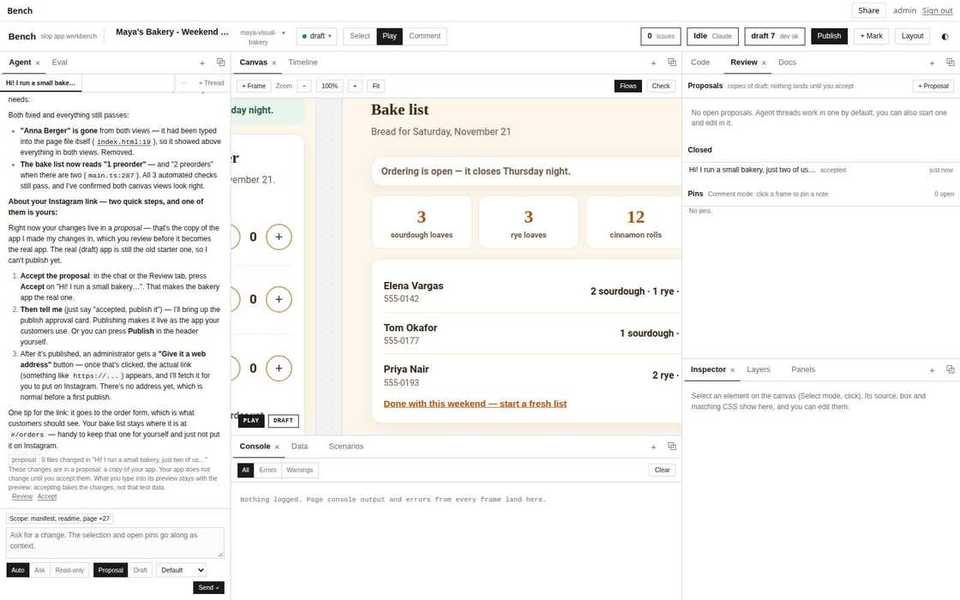 Bench
Share
admin
Sign out
Bench
slop app workbench
Maya's Bakery - Weekend ...
maya-visual-bakery
draft
Select
Play
Comment
0 issues
Idle Claude
draft 7 dev ok
Publish
+ Mark
Layout
Agent ×
Eval
Hi! I run a small bake...
+ Thread
needs:
Both fixed and everything still passes:
• "Anna Berger" is gone from both views — it had been typed
into the page file itself ( index.html:19 ), so it showed above
everything in both views. Removed.
• The bake list now reads "1 preorder" — and "2 preorders"
when there are two ( main.ts:287 ). All 3 automated checks
still pass, and I've confirmed both canvas views look right.
About your Instagram link — two quick steps, and one of
them is yours:
Right now your changes live in a proposal — that's the copy of the
app I made my changes in, which you review before it becomes
the real app. The real (draft) app is still the old starter one, so I
can't publish yet.
1. Accept the proposal: in the chat or the Review tab, press
Accept on "Hi! I run a small bakery…". That makes the bakery
app the real one.
2. Then tell me (just say "accepted, publish it") — I'll bring up the
publish approval card. Publishing makes it live as the app your
customers use. Or you can press Publish in the header
yourself.
3. After it's published, an administrator gets a "Give it a web
address" button — once that's clicked, the actual link
(something like https://... ) appears, and I'll fetch it for
you to put on Instagram. There's no address yet, which is
normal before a first publish.
One tip for the link: it goes to the order form, which is what
customers should see. Your bake list stays where it is at
#/orders — handy to keep that one for yourself and just not put
it on Instagram.
proposal 9 files changed in "Hi! I run a small bakery, just two of us…"
These changes are in a proposal: a copy of your app. Your app does not
change until you accept them. What you type into its preview stays with the
preview: accepting bakes the changes, not that test data.
Review Accept
Scope: manifest, readme, page +27
Ask for a change. The selection and open pins go along as
context.
Auto
Ask
Read-only
Proposal
Draft
Default
Send
Canvas ×
Timeline
+ Frame
Zoom
−
100%
+
Fit
Flows
Check
day night.
er
vember 21.
0 +
0 +
0 +
PLAY
DRAFT
Bake list
Bread for Saturday, November 21
Ordering is open — it closes Thursday night.
3
sourdough loaves
3
rye loaves
12
cinnamon rolls
Elena Vargas
555-0142
2 sourdough · 1 rye ·
Tom Okafor
555-0177
1 sourdough ·
Priya Nair
555-0193
2 rye ·
Done with this weekend — start a fresh list
Console ×
Data
Scenarios
All
Errors
Warnings
Clear
Nothing logged. Page console output and errors from every frame land here.
Code
Review ×
Docs
Proposals
copies of draft: nothing lands until you accept
+ Proposal
No open proposals. Agent threads work in one by default, you can also start one
and edit in it.
Closed
Hi! I run a small bakery, just two of us… accepted
just now
Pins
Comment mode: click a frame to pin a note
0 open
No pins.
Inspector ×
Layers
Panels
Select an element on the canvas (Select mode, click). Its source, box and
matching CSS show here, and you can edit them.